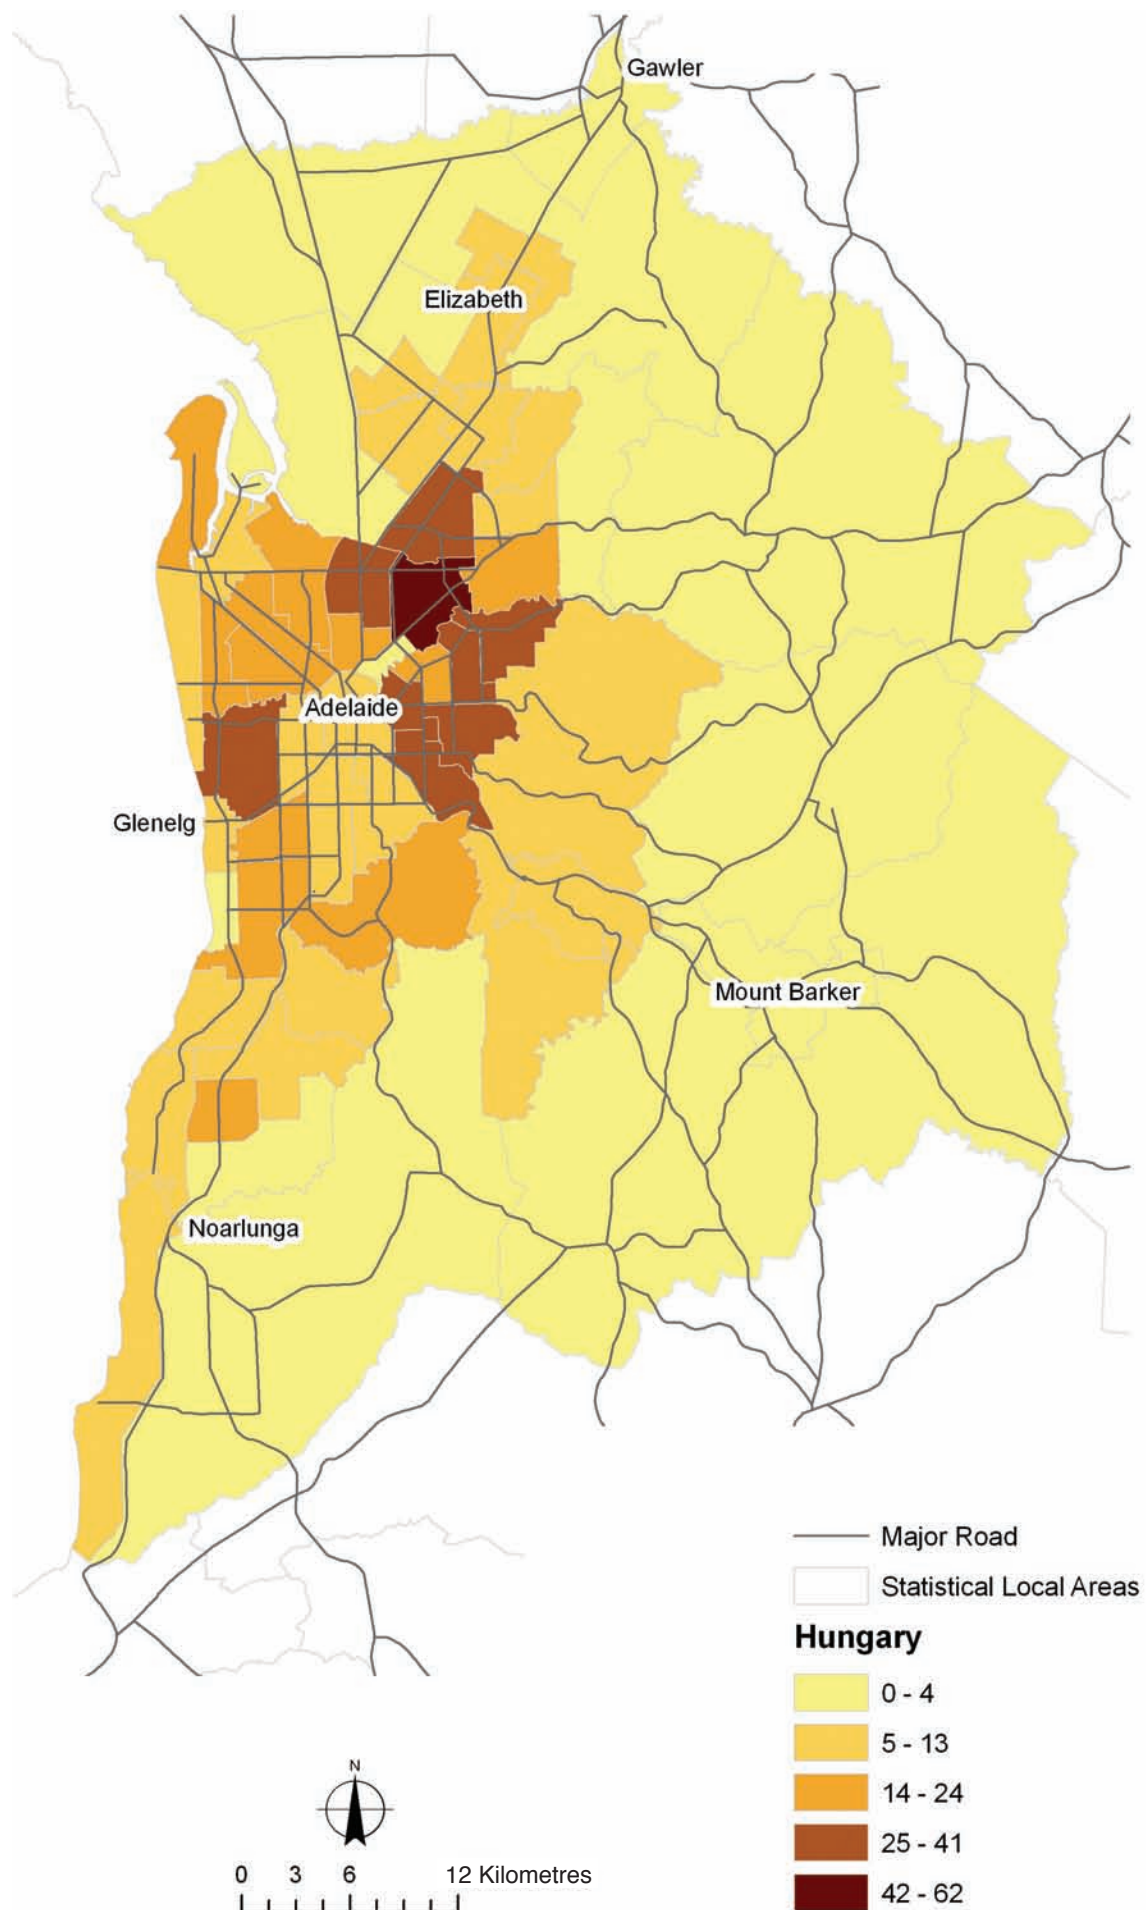 Gawler
Elizabeth
Adelaide
Glenelg
Mount Barker
Noarlunga
Major Road
Statistical Local Areas
Hungary
0 - 4
5 - 13
14 - 24
25 - 41
42 - 62
N
0 3 6 12 Kilometres